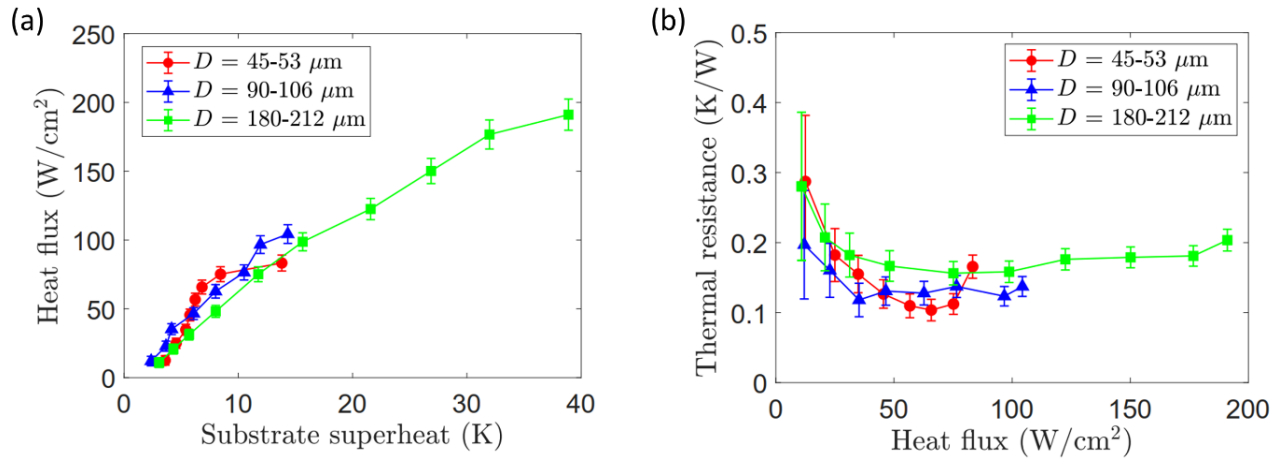 (a)
250
200
150
100
50
0
0 10 20 30 40
Heat flux (W/cm²)
Substrate superheat (K)
D = 45-53 μm
D = 90-106 μm
D = 180-212 μm
(b)
0.5
0.4
0.3
0.2
0.1
0
0 50 100 150 200
Thermal resistance (K/W)
Heat flux (W/cm²)
D = 45-53 μm
D = 90-106 μm
D = 180-212 μm